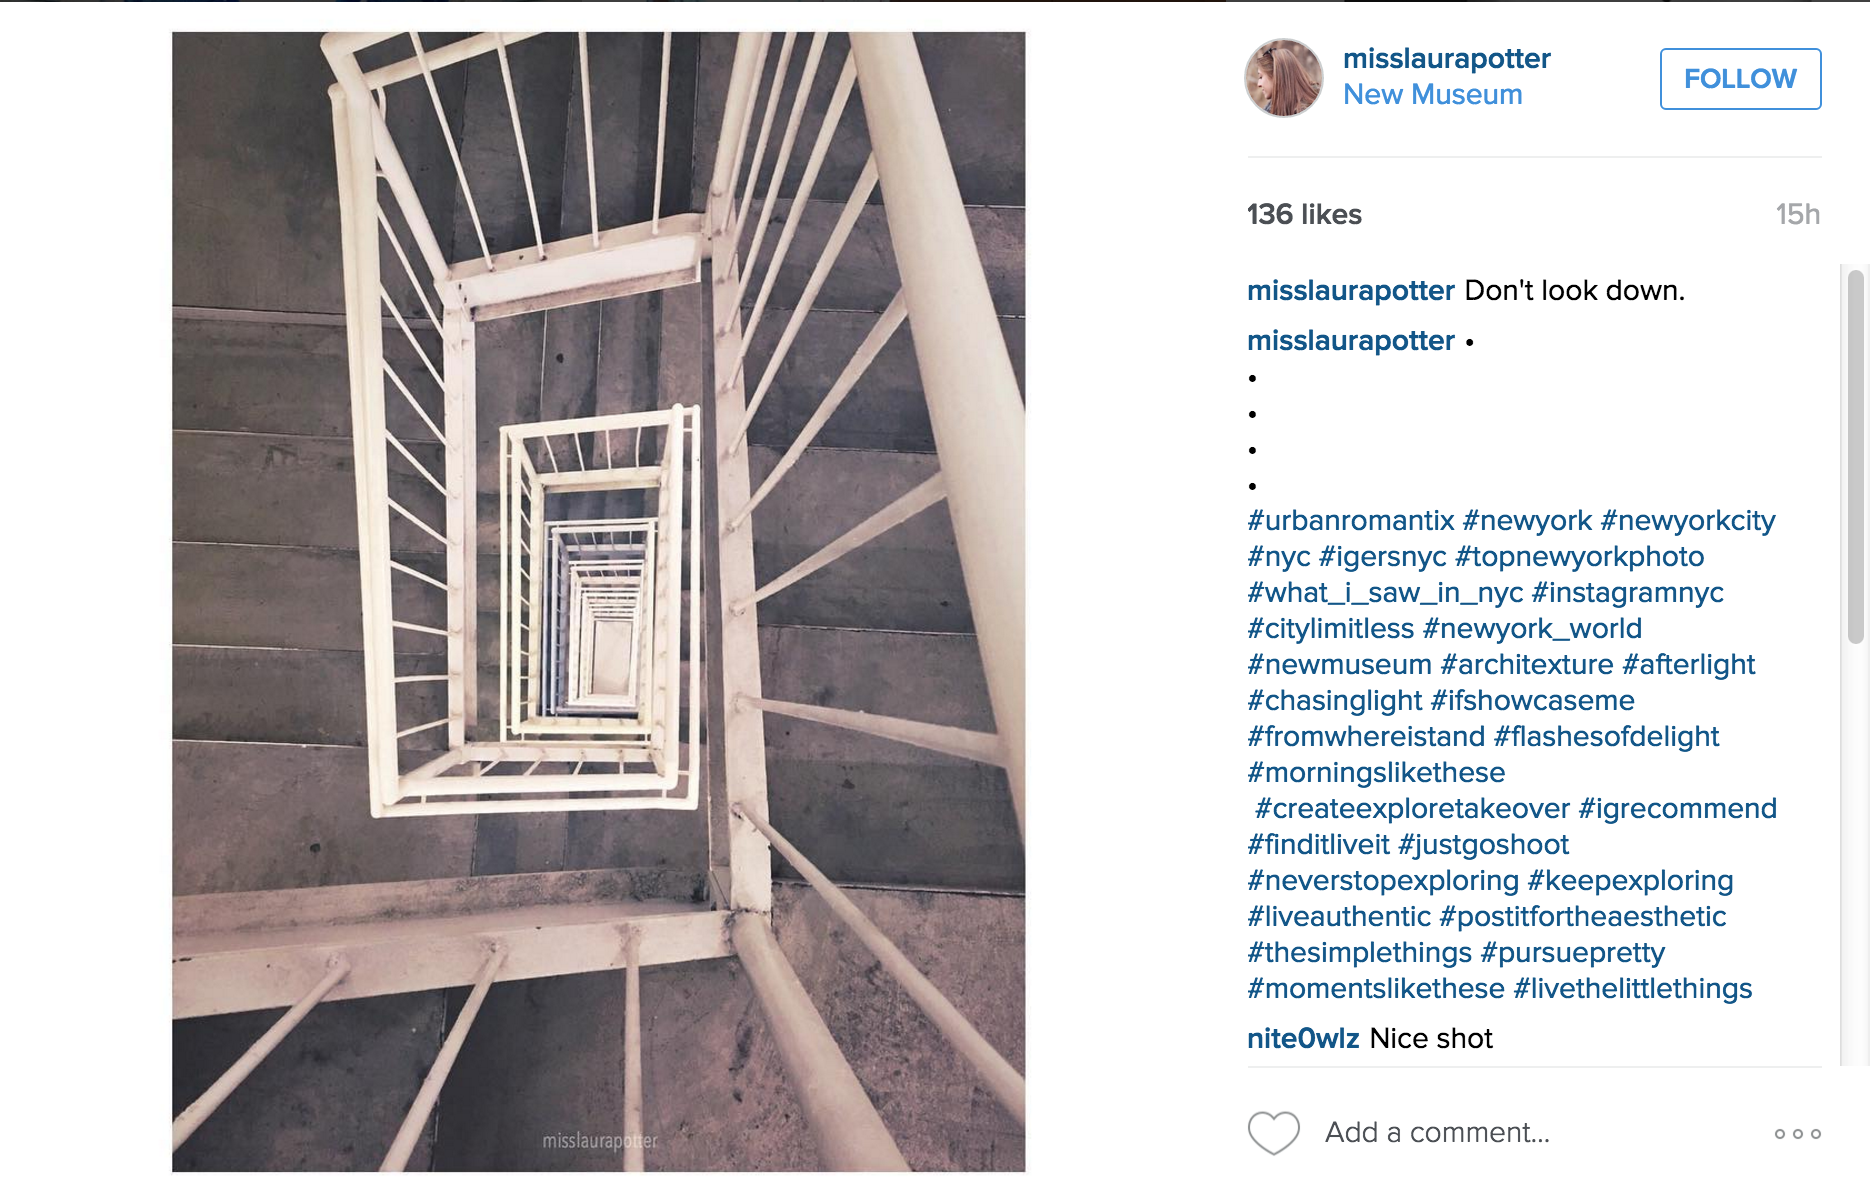 misslaurapotter
New Museum
FOLLOW
136 likes
15h
misslaurapotter Don't look down.
misslaurapotter •
•
•
•
•
#urbanromantix #newyork #newyorkcity
#nyc #igersnyc #topnewyorkphoto
#what_i_saw_in_nyc #instagramnyc
#citylimitless #newyork_world
#newmuseum #architexture #afterlight
#chasinglight #ifshowcaseme
#fromwhereistand #flashesofdelight
#morningslikethese
#createexploretakeover #igrecommend
#finditliveit #justgoshoot
#neverstopexploring #keepexploring
#liveauthentic #postitfortheaesthetic
#thesimplethings #pursuepretty
#momentslikethese #livethelittlethings
nite0wlz Nice shot
Add a comment...
misslaurapotter